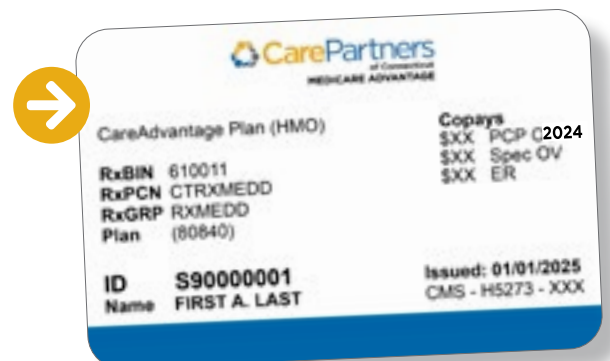 CarePartners
of Connecticut
MEDICARE ADVANTAGE
CareAdvantage Plan (HMO)
RxBIN 610011
RxPCN CTRXMEDD
RxGRP RXMEDD
Plan (80840)
ID S90000001
Name FIRST A. LAST
Copays
$XX PCP 2024
$XX Spec OV
$XX ER
Issued: 01/01/2025
CMS - H5273 - XXX